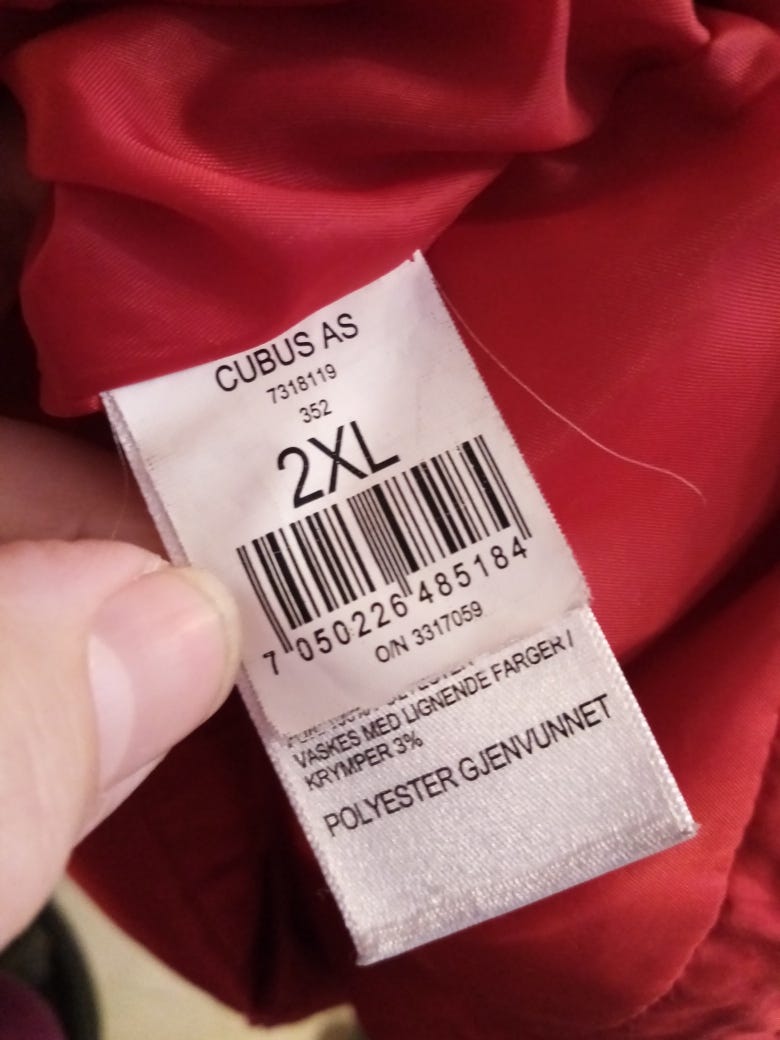 CUBUS AS
7318119
352
2XL
7 050226 485184
O/N 3317059
VASKES MED LIGNENDE FARGER /
KRYMPER 3%
POLYESTER GJENVUNNET